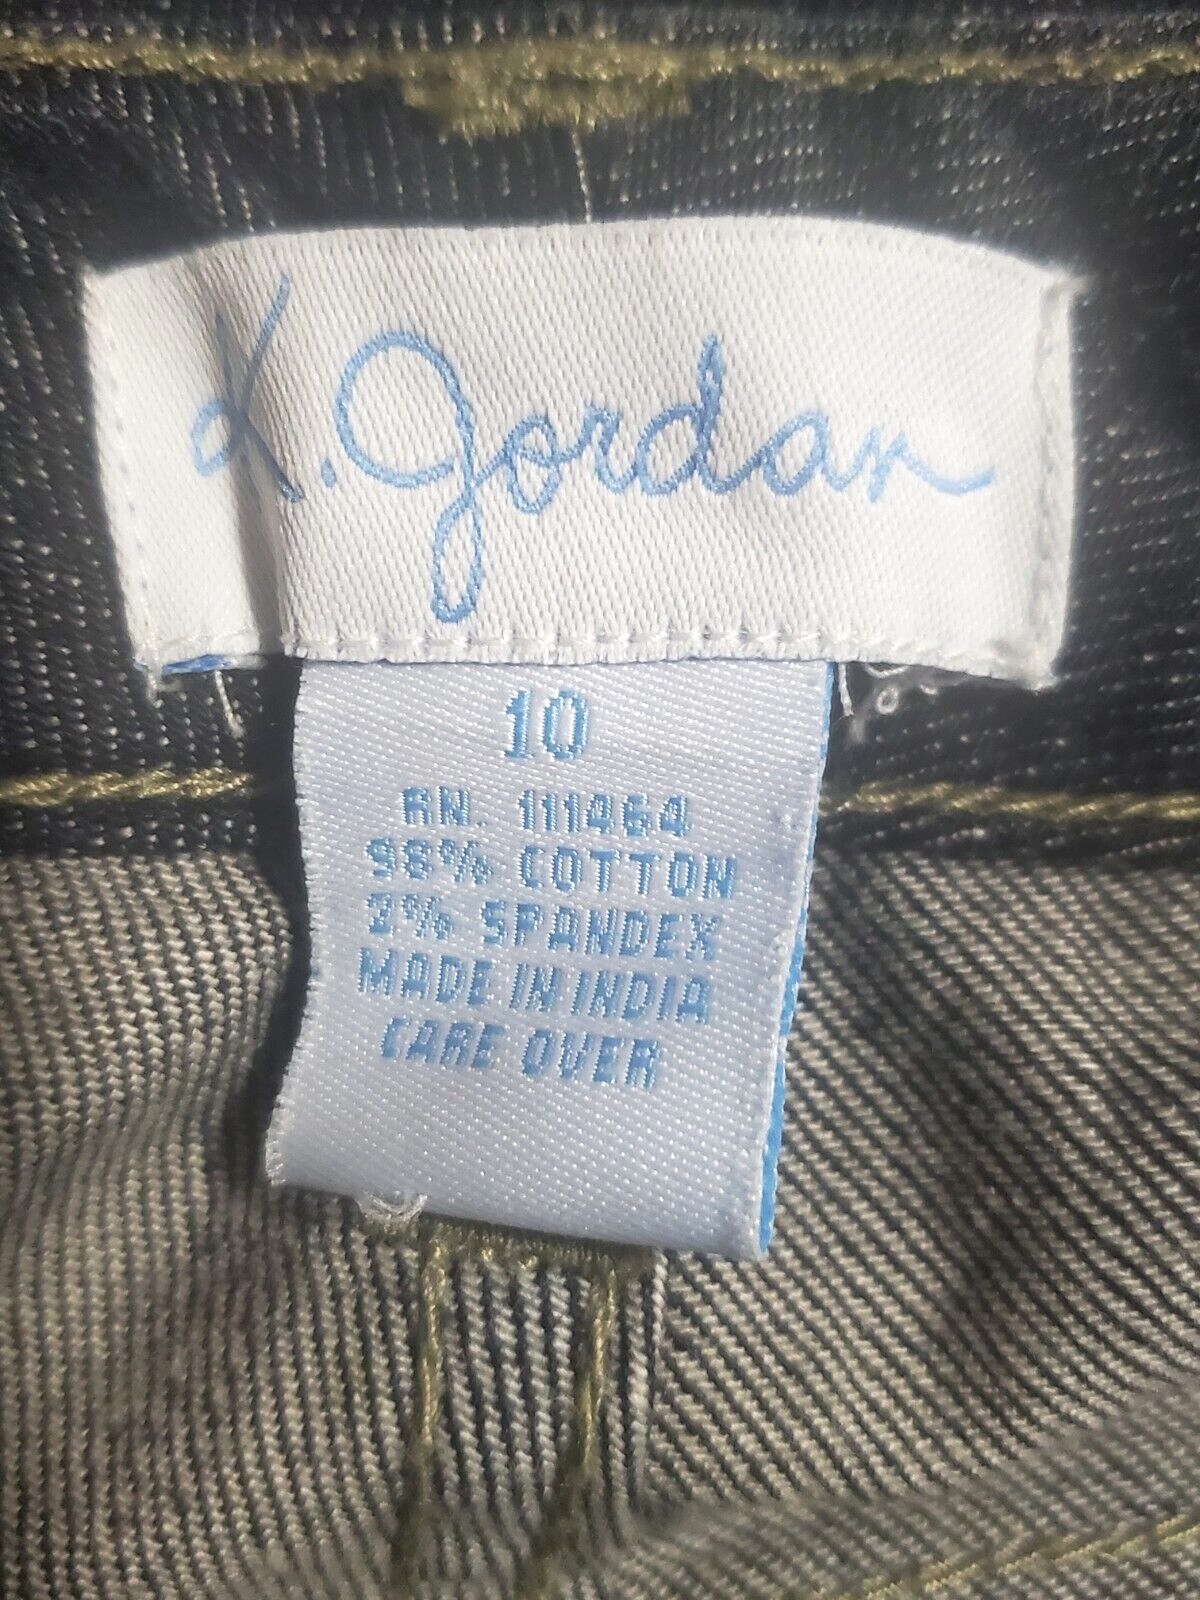 K. Jordan
10
RN. 111464
98% COTTON
2% SPANDEX
MADE IN INDIA
CARE OVER